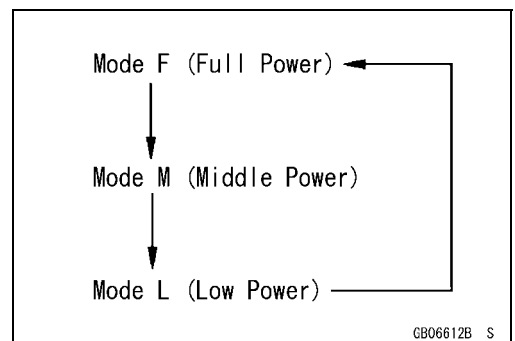 Mode F (Full Power)
Mode M (Middle Power)
Mode L (Low Power)
GB06612B S